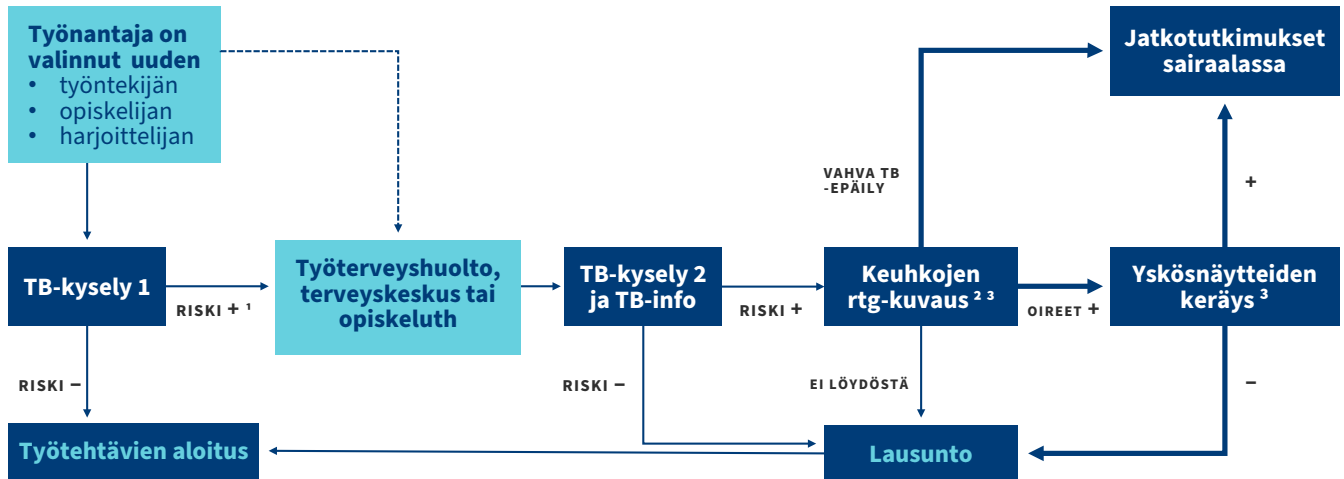 Työnantaja on
valinnut uuden
• työntekijän
• opiskelijan
• harjoittelijan
Jatkotutkimukset
sairaalassa
VAHVA TB
-EPÄILY
+
TB-kysely 1
RISKI + ¹
Työterveyshuolto,
terveyskeskus tai
opiskeluth
TB-kysely 2
ja TB-info
RISKI +
Keuhkojen
rtg-kuvaus ² ³
OIREET +
Yskösnäytteiden
keräys ³
RISKI –
RISKI –
EI LÖYDÖSTÄ
–
Työtehtävien aloitus
Lausunto